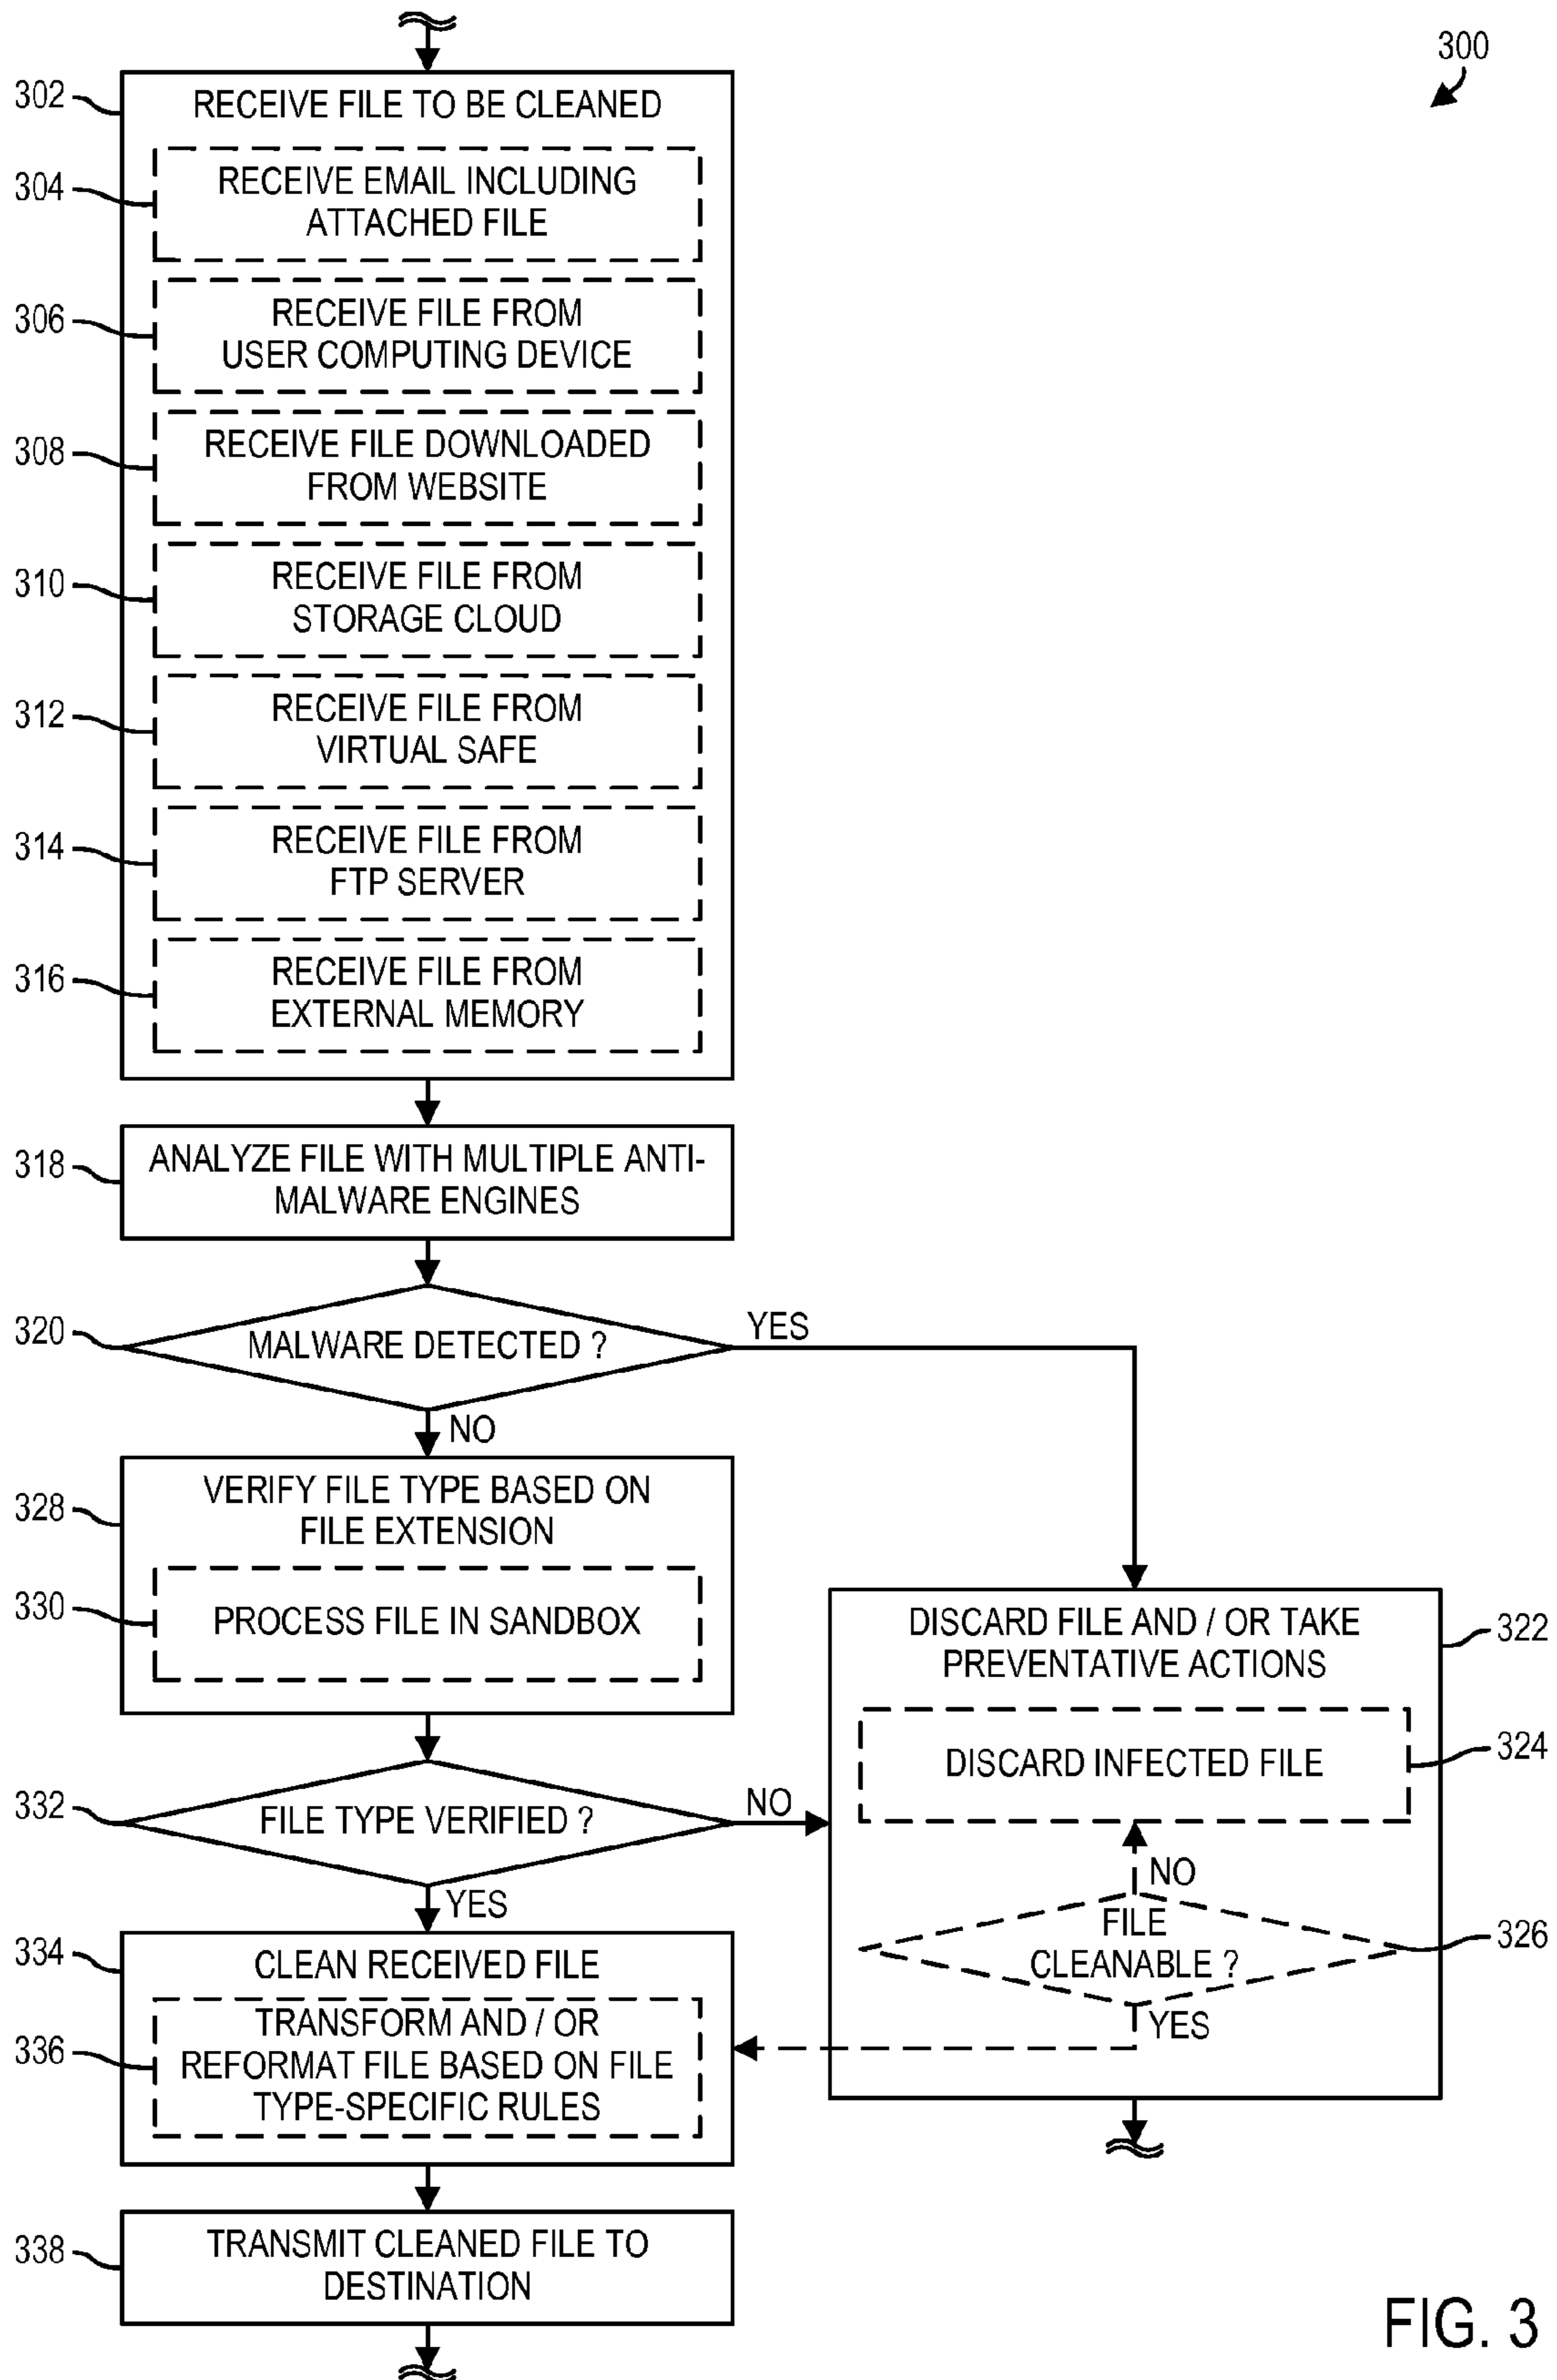 300
302
RECEIVE FILE TO BE CLEANED
304
RECEIVE EMAIL INCLUDING
ATTACHED FILE
306
RECEIVE FILE FROM
USER COMPUTING DEVICE
308
RECEIVE FILE DOWNLOADED
FROM WEBSITE
310
RECEIVE FILE FROM
STORAGE CLOUD
312
RECEIVE FILE FROM
VIRTUAL SAFE
314
RECEIVE FILE FROM
FTP SERVER
316
RECEIVE FILE FROM
EXTERNAL MEMORY
318
ANALYZE FILE WITH MULTIPLE ANTI-
MALWARE ENGINES
320
MALWARE DETECTED ?
YES
NO
328
VERIFY FILE TYPE BASED ON
FILE EXTENSION
330
PROCESS FILE IN SANDBOX
332
FILE TYPE VERIFIED ?
NO
YES
322
DISCARD FILE AND / OR TAKE
PREVENTATIVE ACTIONS
324
DISCARD INFECTED FILE
NO
326
FILE
CLEANABLE ?
YES
334
CLEAN RECEIVED FILE
336
TRANSFORM AND / OR
REFORMAT FILE BASED ON FILE
TYPE-SPECIFIC RULES
338
TRANSMIT CLEANED FILE TO
DESTINATION
FIG. 3